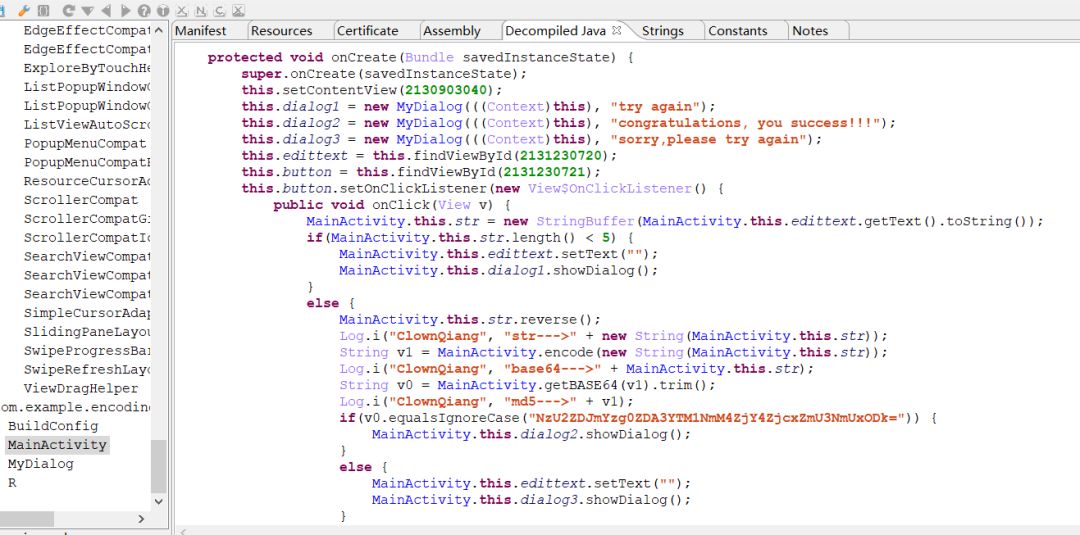 Manifest Resources Certificate Assembly Decompiled Java Strings Constants Notes
EdgeEffectCompat
EdgeEffectCompat
ExploreByTouchHe
ListPopupWindowC
ListPopupWindowC
ListViewAutoScro
PopupMenuCompat
PopupMenuCompatK
ResourceCursorAd
ScrollerCompat
ScrollerCompatGi
ScrollerCompatIc
SearchViewCompat
SearchViewCompat
SearchViewCompat
SimpleCursorAdap
SlidingPaneLayou
SwipeProgressBar
SwipeRefreshLayo
ViewDragHelper
om.example.encoding
BuildConfig
MainActivity
MyDialog
R
protected void onCreate(Bundle savedInstanceState) {
super.onCreate(savedInstanceState);
this.setContentView(2130903040);
this.dialog1 = new MyDialog(((Context)this), "try again");
this.dialog2 = new MyDialog(((Context)this), "congratulations, you success!!!");
this.dialog3 = new MyDialog(((Context)this), "sorry,please try again");
this.edittext = this.findViewById(2131230720);
this.button = this.findViewById(2131230721);
this.button.setOnClickListener(new View$OnClickListener() {
public void onClick(View v) {
MainActivity.this.str = new StringBuffer(MainActivity.this.edittext.getText().toString());
if(MainActivity.this.str.length() < 5) {
MainActivity.this.edittext.setText("");
MainActivity.this.dialog1.showDialog();
}
else {
MainActivity.this.str.reverse();
Log.i("ClownQiang", "str--->" + new String(MainActivity.this.str));
String v1 = MainActivity.encode(new String(MainActivity.this.str));
Log.i("ClownQiang", "base64--->" + MainActivity.this.str);
String v0 = MainActivity.getBASE64(v1).trim();
Log.i("ClownQiang", "md5--->" + v1);
if(v0.equalsIgnoreCase("NzU2ZDJmYzg0ZDA3YTM1NmM4ZjY4ZjcxZmU3NmUxODk=")) {
MainActivity.this.dialog2.showDialog();
}
else {
MainActivity.this.edittext.setText("");
MainActivity.this.dialog3.showDialog();
}